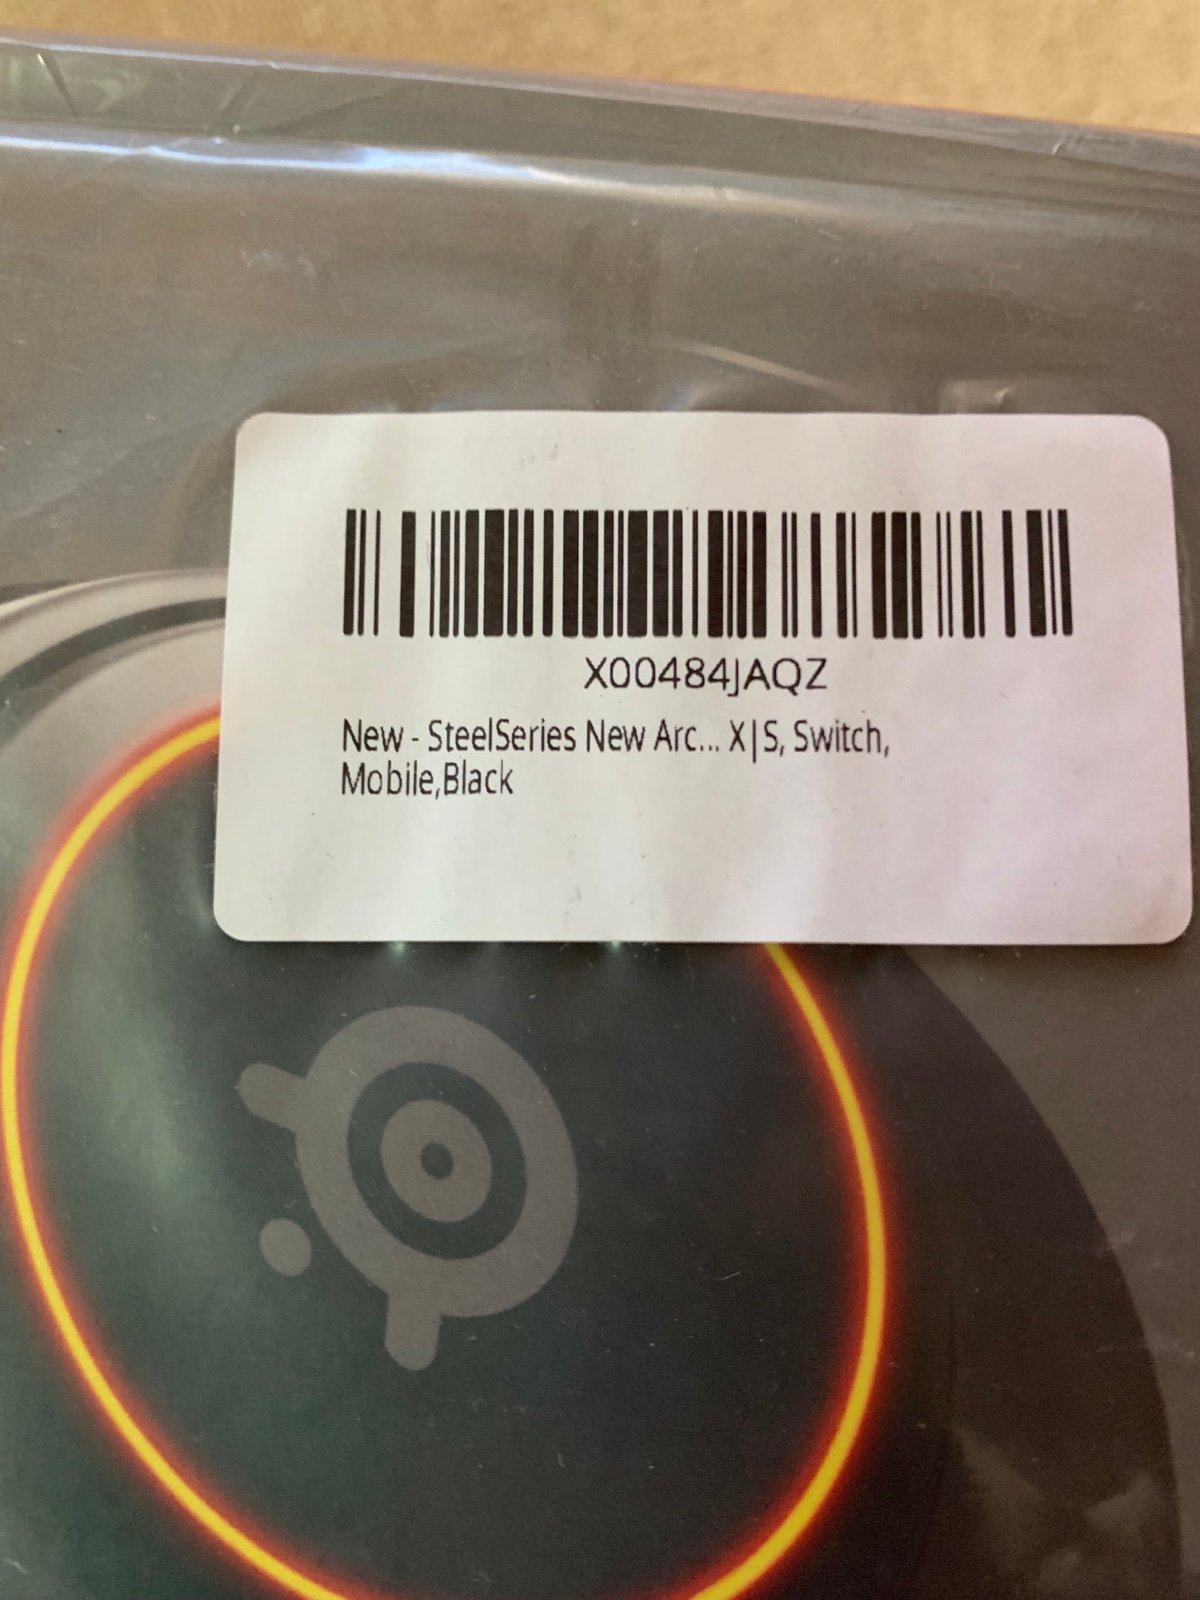 X00484JAQZ
New - SteelSeries New Arc... X|S, Switch,
Mobile,Black